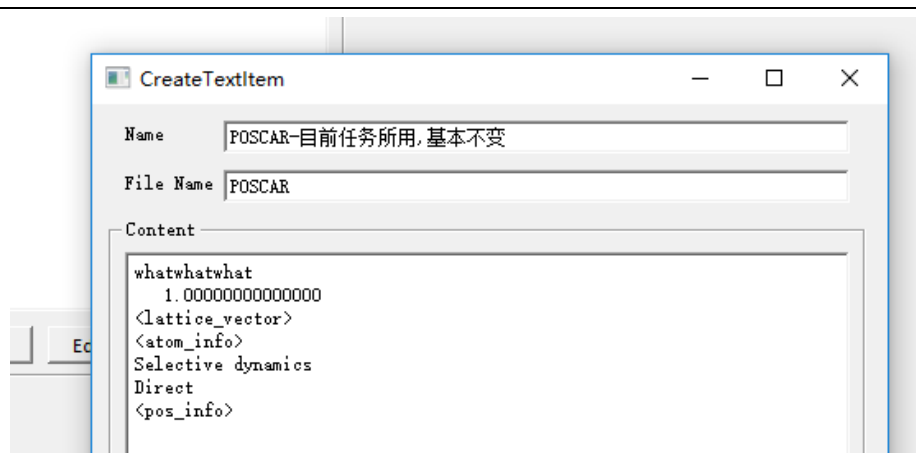 CreateTextItem
Name POSCAR-目前任务所用,基本不变
File Name POSCAR
Content
whatwhatwhat
1.00000000000000
<lattice_vector>
<atom_info>
Ed
Selective dynamics
Direct
<pos_info>